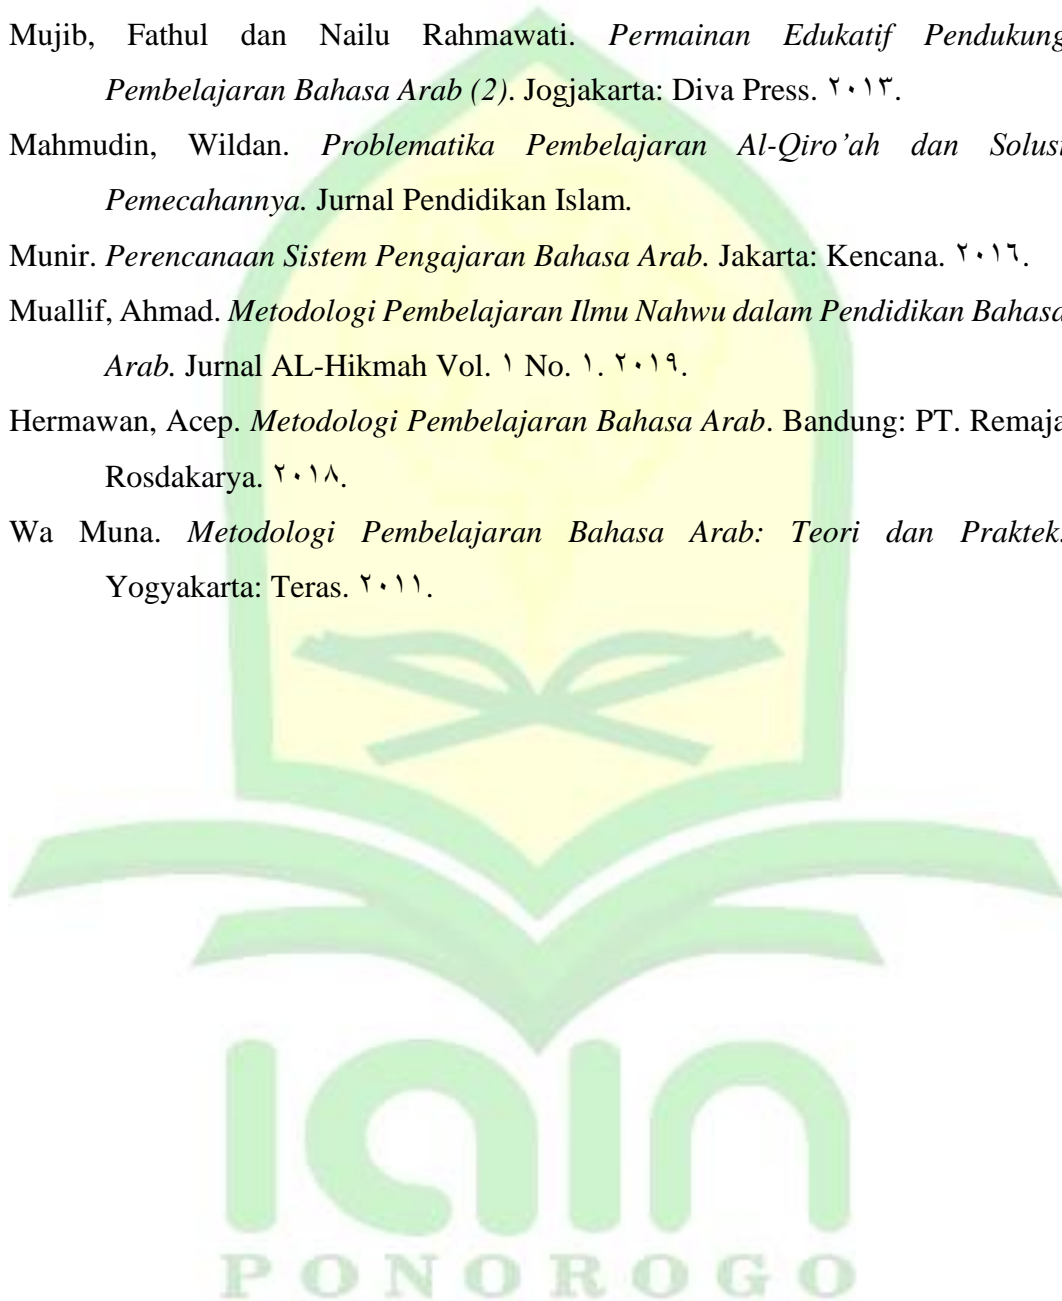 Mujib, Fathul dan Nailu Rahmawati. Permainan Edukatif Pendukung
Pembelajaran Bahasa Arab (2). Jogjakarta: Diva Press. ٢٠١٣.
Mahmudin, Wildan. Problematika Pembelajaran Al-Qiro’ah dan Solusi
Pemecahannya. Jurnal Pendidikan Islam.
Munir. Perencanaan Sistem Pengajaran Bahasa Arab. Jakarta: Kencana. ٢٠١٦.
Muallif, Ahmad. Metodologi Pembelajaran Ilmu Nahwu dalam Pendidikan Bahasa
Arab. Jurnal AL-Hikmah Vol. ١ No. ١. ٢٠١٩.
Hermawan, Acep. Metodologi Pembelajaran Bahasa Arab. Bandung: PT. Remaja
Rosdakarya. ٢٠١٨.
Wa Muna. Metodologi Pembelajaran Bahasa Arab: Teori dan Praktek.
Yogyakarta: Teras. ٢٠١١.
iain
PONOROGO